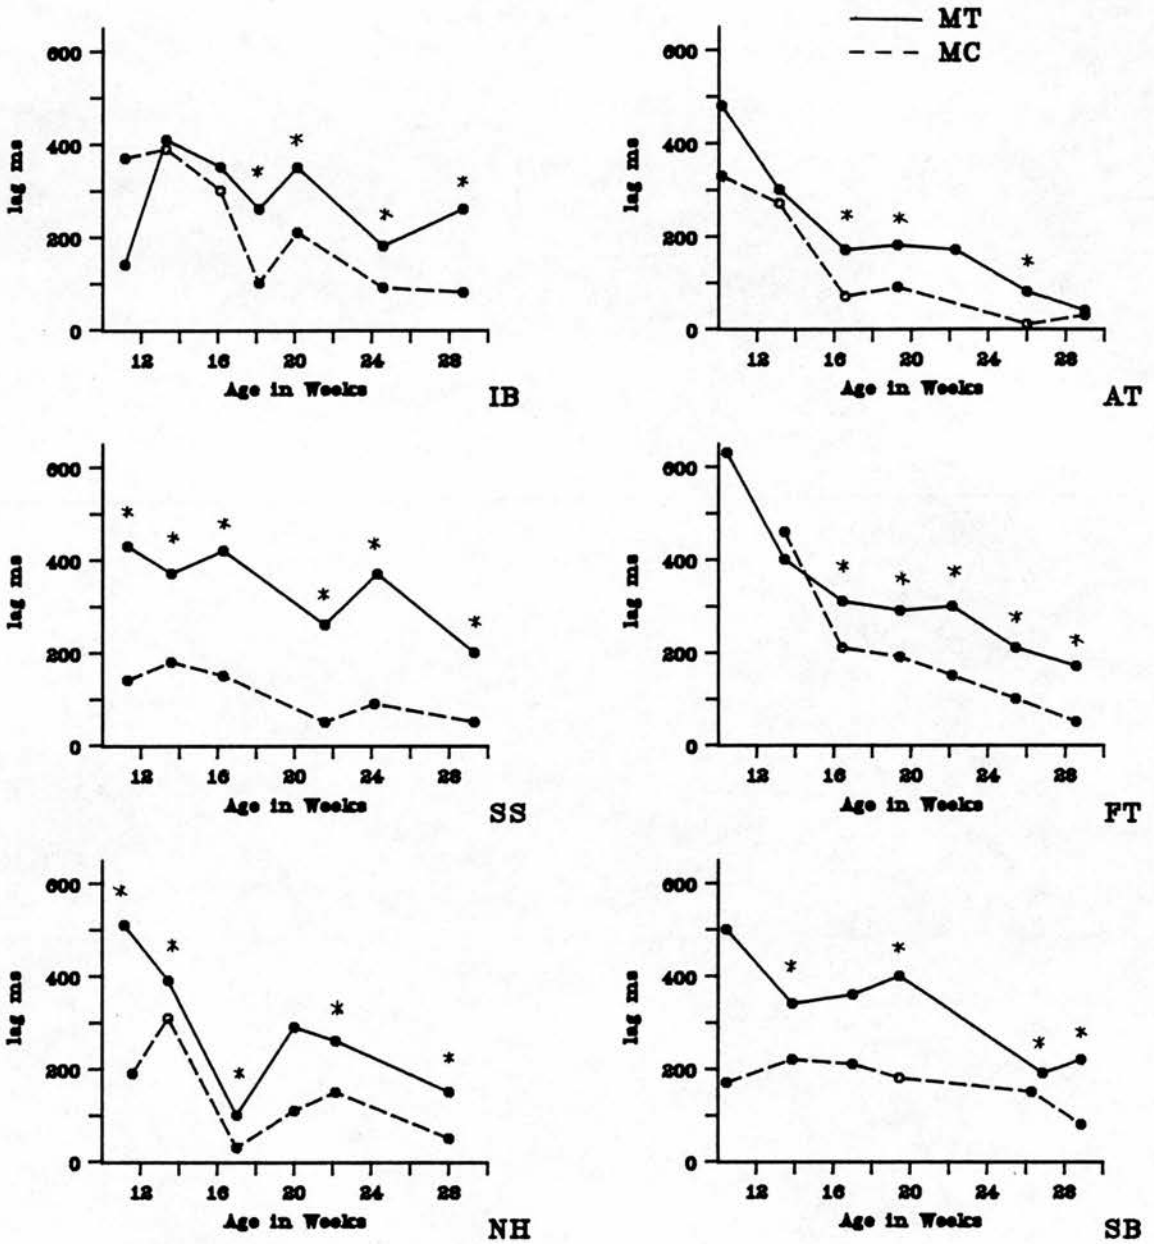 MT
MC
600
400
200
0
lag ms
12 16 20 24 28
Age in Weeks
IB
600
400
200
0
lag ms
12 16 20 24 28
Age in Weeks
AT
* * * *
* * *
600
400
200
0
lag ms
12 16 20 24 28
Age in Weeks
SS
* * * * * *
600
400
200
0
lag ms
12 16 20 24 28
Age in Weeks
FT
* * * * *
600
400
200
0
lag ms
12 16 20 24 28
Age in Weeks
NH
* * * * *
600
400
200
0
lag ms
12 16 20 24 28
Age in Weeks
SB
* * * *